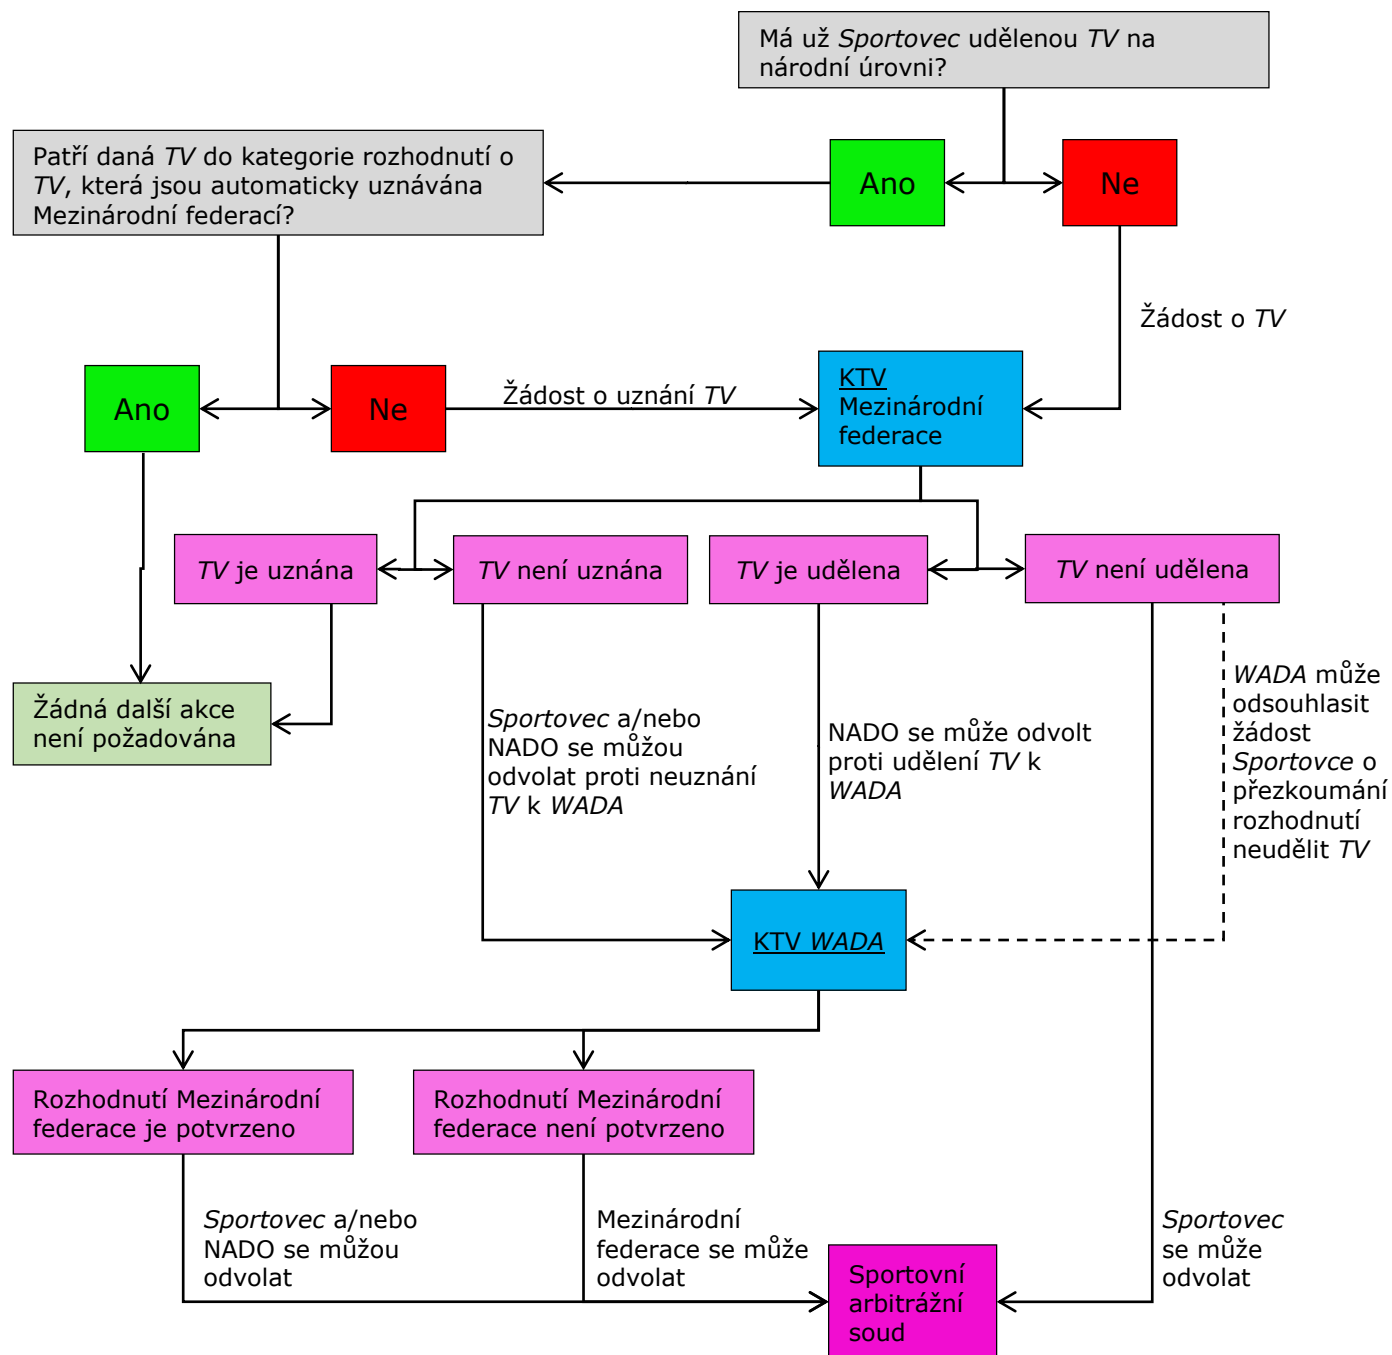 Má už Sportovec udělenou TV na
národní úrovni?
Patří daná TV do kategorie rozhodnutí o
TV, která jsou automaticky uznávána
Mezinárodní federací?
Ano
Ne
Žádost o TV
Ano
Ne
Žádost o uznání TV
KTV
Mezinárodní
federace
TV je uznána
TV není uznána
TV je udělena
TV není udělena
Žádná další akce
není požadována
Sportovec a/nebo
NADO se můžou
odvolat proti neuznání
TV k WADA
NADO se může odvolt
proti udělení TV k
WADA
WADA může
odsouhlasit
žádost
Sportovce o
přezkoumání
rozhodnutí
neudělit TV
KTV WADA
Rozhodnutí Mezinárodní
federace je potvrzeno
Rozhodnutí Mezinárodní
federace není potvrzeno
Sportovec a/nebo
NADO se můžou
odvolat
Mezinárodní
federace se může
odvolat
Sportovec
se může
odvolat
Sportovní
arbitrážní
soud